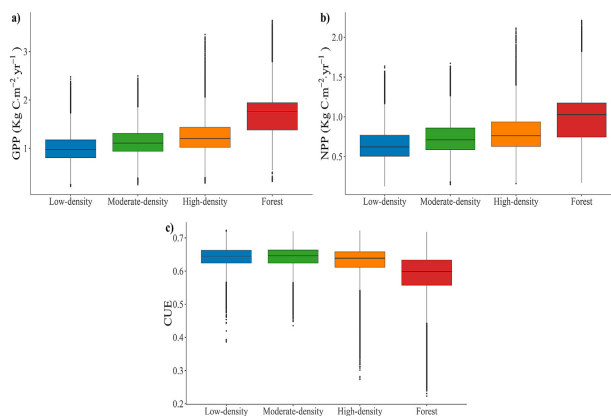 a)
GPP (Kg C·m⁻²·yr⁻¹)
3
2
1
Low-density Moderate-density High-density Forest
b)
NPP (Kg C·m⁻²·yr⁻¹)
2.0
1.5
1.0
0.5
Low-density Moderate-density High-density Forest
c)
CUE
0.7
0.6
0.5
0.4
0.3
0.2
Low-density Moderate-density High-density Forest